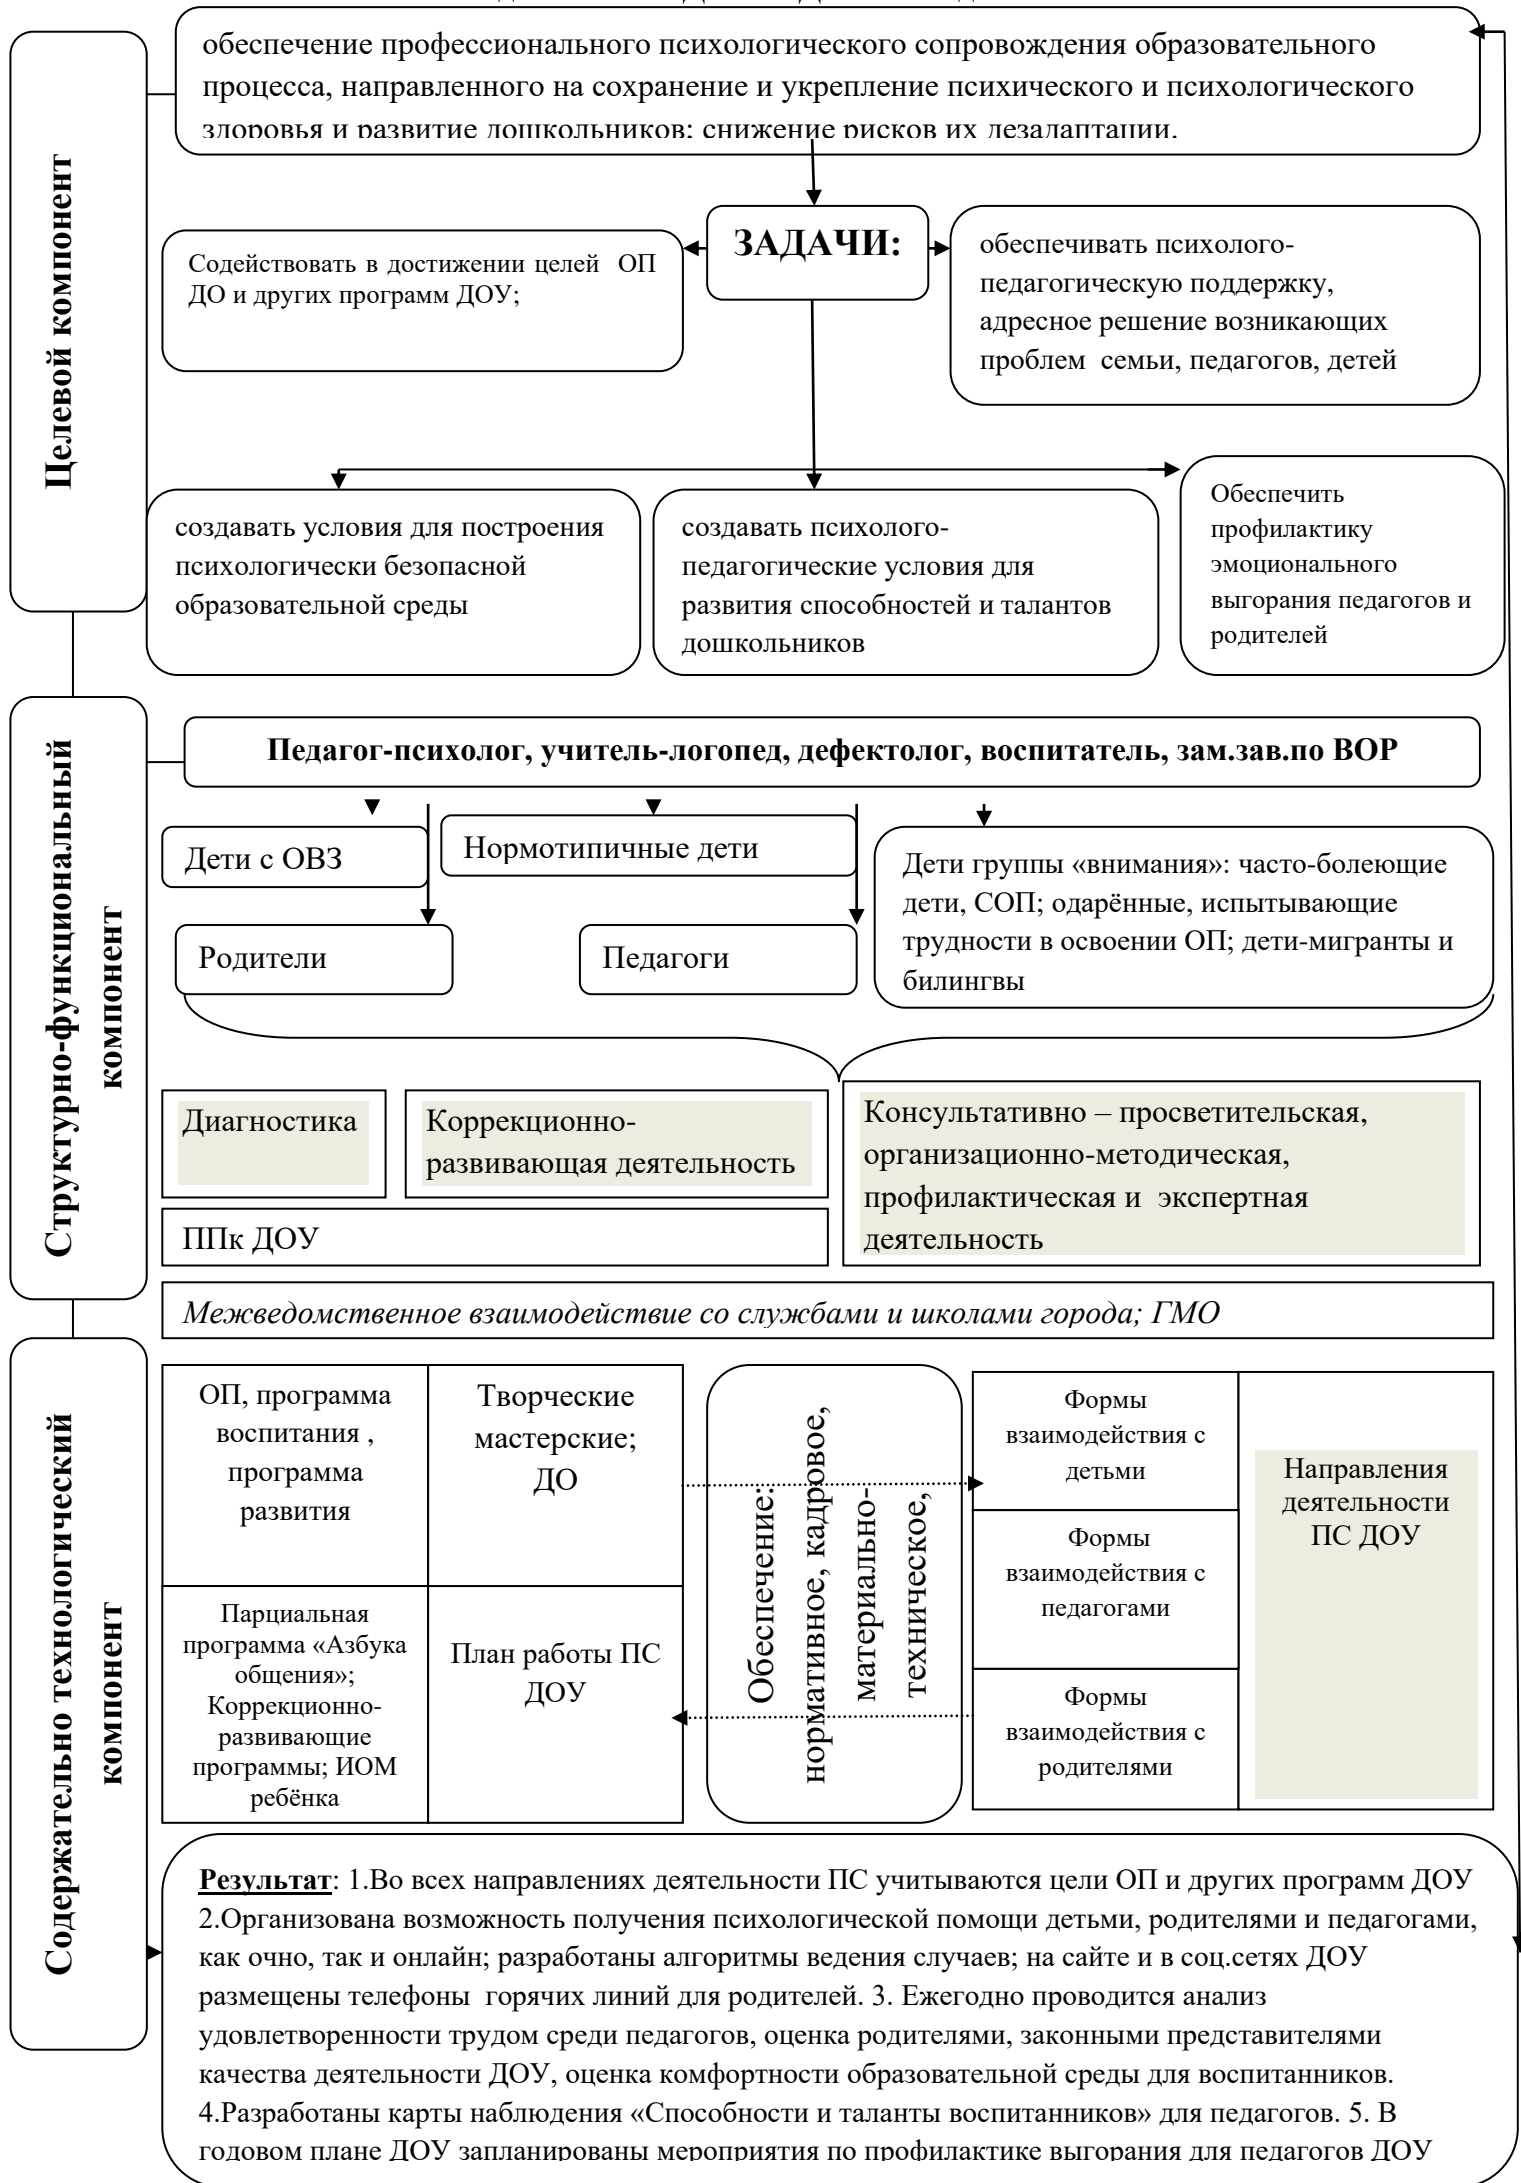 обеспечение профессионального психологического сопровождения образовательного
процесса, направленного на сохранение и укрепление психического и психологического
здоровья и развитие дошкольников; снижение рисков их дезадаптации.
Целевой компонент
ЗАДАЧИ:
Содействовать в достижении целей ОП
ДО и других программ ДОУ;
обеспечивать психолого-
педагогическую поддержку,
адресное решение возникающих
проблем семьи, педагогов, детей
создавать условия для построения
психологически безопасной
образовательной среды
создавать психолого-
педагогические условия для
развития способностей и талантов
дошкольников
Обеспечить
профилактику
эмоционального
выгорания педагогов и
родителей
Структурно-функциональный
компонент
Педагог-психолог, учитель-логопед, дефектолог, воспитатель, зам.зав.по ВОР
Дети с ОВЗ
Нормотипичные дети
Дети группы «внимания»: часто-болеющие
дети, СОП; одарённые, испытывающие
трудности в освоении ОП; дети-мигранты и
билингвы
Родители
Педагоги
Диагностика
Коррекционно-
развивающая деятельность
Консультативно – просветительская,
организационно-методическая,
профилактическая и экспертная
деятельность
ППк ДОУ
Межведомственное взаимодействие со службами и школами города; ГМО
Содержательно технологический
компонент
ОП, программа
воспитания ,
программа
развития
Творческие
мастерские;
ДО
Парциальная
программа «Азбука
общения»;
Коррекционно-
развивающие
программы; ИОМ
ребёнка
План работы ПС
ДОУ
Обеспечение:
нормативное, кадровое,
материально-
техническое,
Формы
взаимодействия с
детьми
Формы
взаимодействия с
педагогами
Формы
взаимодействия с
родителями
Направления
деятельности
ПС ДОУ
Результат: 1.Во всех направлениях деятельности ПС учитываются цели ОП и других программ ДОУ
2.Организована возможность получения психологической помощи детьми, родителями и педагогами,
как очно, так и онлайн; разработаны алгоритмы ведения случаев; на сайте и в соц.сетях ДОУ
размещены телефоны горячих линий для родителей. 3. Ежегодно проводится анализ
удовлетворенности трудом среди педагогов, оценка родителями, законными представителями
качества деятельности ДОУ, оценка комфортности образовательной среды для воспитанников.
4.Разработаны карты наблюдения «Способности и таланты воспитанников» для педагогов. 5. В
годовом плане ДОУ запланированы мероприятия по профилактике выгорания для педагогов ДОУ